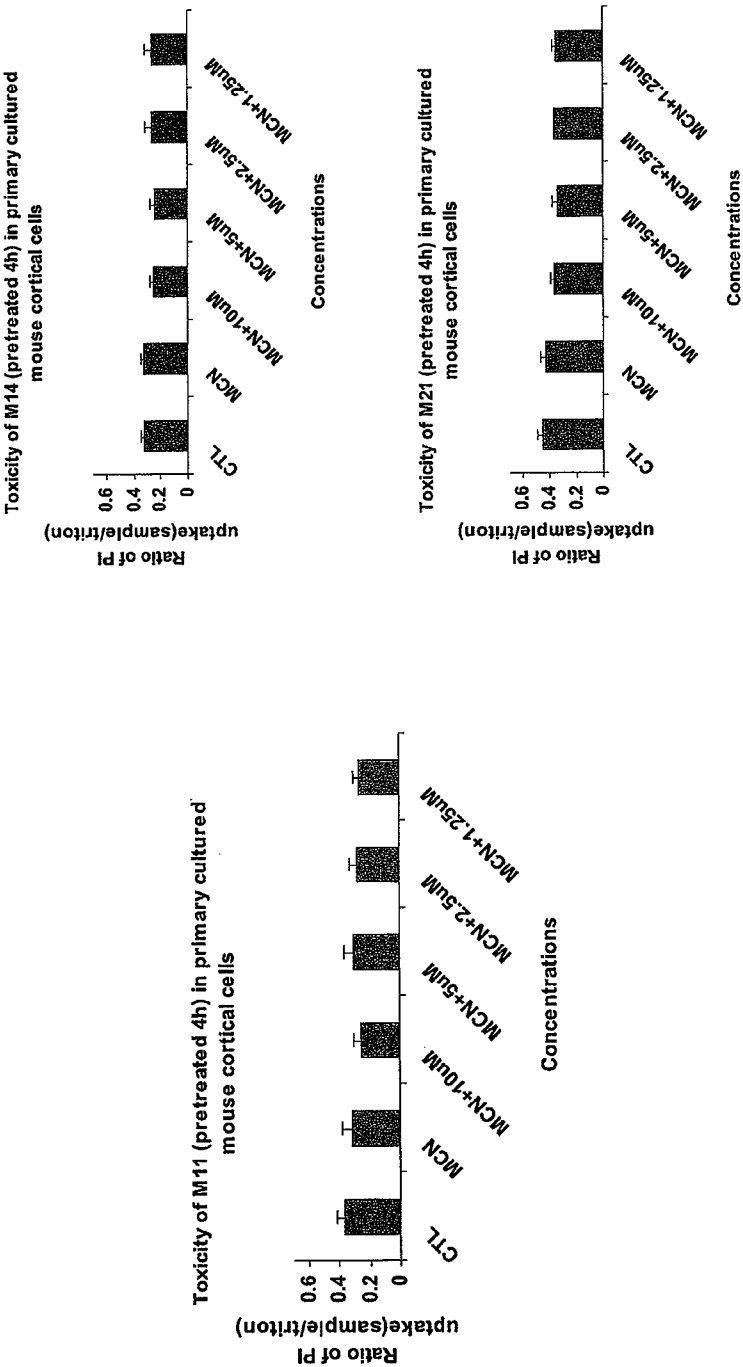 Toxicity of M11 (pretreated 4h) in primary cultured
mouse cortical cells
Ratio of PI
uptake(sample/triton)
0.6
0.4
0.2
0
CTL
MCN
MCN+10uM
MCN+5uM
MCN+2.5uM
MCN+1.25uM
Concentrations
Toxicity of M14 (pretreated 4h) in primary cultured
mouse cortical cells
Ratio of PI
uptake(sample/triton)
0.6
0.4
0.2
0
CTL
MCN
MCN+10uM
MCN+5uM
MCN+2.5uM
MCN+1.25uM
Concentrations
Toxicity of M21 (pretreated 4h) in primary cultured
mouse cortical cells
Ratio of PI
uptake(sample/triton)
0.6
0.4
0.2
0
CTL
MCN
MCN+10uM
MCN+5uM
MCN+2.5uM
MCN+1.25uM
Concentrations